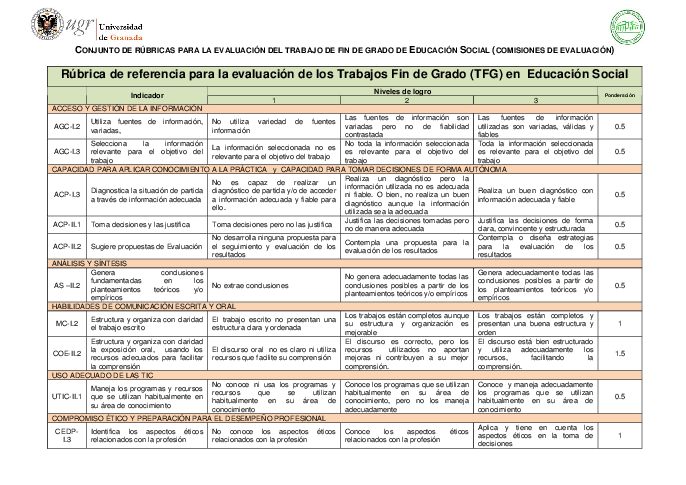 ugr Universidad
de Granada
CONJUNTO DE RÚBRICAS PARA LA EVALUACIÓN DEL TRABAJO DE FIN DE GRADO DE EDUCACIÓN SOCIAL (COMISIONES DE EVALUACIÓN)
Rúbrica de referencia para la evaluación de los Trabajos Fin de Grado (TFG) en Educación Social
Indicador
Niveles de logro
Ponderación
1 2 3
ACCESO Y GESTIÓN DE LA INFORMACIÓN
AGC-I.2
Utiliza fuentes de información,
variadas,
No utiliza variedad de fuentes
información
Las fuentes de información son
variadas pero no de fiabilidad
contrastada
Las fuentes de información
utilizadas son variadas, válidas y
fiables
0.5
AGC-I.3
Selecciona la información
relevante para el objetivo del
trabajo
La información seleccionada no es
relevante para el objetivo del trabajo
No toda la información seleccionada
es relevante para el objetivo del
trabajo
Toda la información seleccionada
es relevante para el objetivo del
trabajo
0.5
CAPACIDAD PARA APLICAR CONOCIMIENTO A LA PRÁCTICA y CAPACIDAD PARA TOMAR DECISIONES DE FORMA AUTÓNOMA
ACP-I.3
Diagnostica la situación de partida
a través de información adecuada
No es capaz de realizar un
diagnóstico de partida y/o de acceder
a información adecuada y fiable para
ello.
Realiza un diagnóstico pero la
información utilizada no es adecuada
ni fiable. O bien, no realiza un buen
diagnóstico aunque la información
utilizada sea la adecuada
Realiza un buen diagnóstico con
información adecuada y fiable
0.5
ACP-II.1
Toma decisiones y las justifica
Toma decisiones pero no las justifica
Justifica las decisiones tomadas pero
no de manera adecuada
Justifica las decisiones de forma
clara, convincente y estructurada
0.5
ACP-II.2
Sugiere propuestas de Evaluación
No desarrolla ninguna propuesta para
el seguimiento y evaluación de los
resultados
Contempla una propuesta para la
evaluación de resultados
Contempla o diseña estrategias
para la evaluación de los
resultados
0.5
ANÁLISIS Y SÍNTESIS
AS –II.2
Genera conclusiones
fundamentadas en los
planteamientos teóricos y/o
empíricos
No extrae conclusiones
No genera adecuadamente todas las
conclusiones posibles a partir de los
planteamientos teóricos y/o empíricos
Genera adecuadamente todas las
conclusiones posibles a partir de
los planteamientos teóricos y/o
empíricos
0.5
HABILIDADES DE COMUNICACIÓN ESCRITA Y ORAL
MC-I.2
Estructura y organiza con claridad
el trabajo escrito
El trabajo escrito no presentan una
estructura clara y ordenada
Los trabajos están completos aunque
su estructura y organización es
mejorable
Los trabajos están completos y
presentan una buena estructura y
orden
1
COE-II.2
Estructura y organiza con claridad
la exposición oral, usando los
recursos adecuados para facilitar
la comprensión
El discurso oral no es claro ni utiliza
recursos que facilite su comprensión
El discurso es correcto, pero los
recursos utilizados no aportan
mejoras ni contribuyen a su mejor
comprensión.
El discurso está bien estructurado
y utiliza adecuadamente los
recursos, facilitando la
comprensión.
1.5
USO ADECUADO DE LAS TIC
UTIC-II.1
Maneja los programas y recursos
que se utilizan habitualmente en
su área de conocimiento
No conoce ni usa los programas y
recursos que se utilizan
habitualmente en su área de
conocimiento
Conoce los programas que se utilizan
habitualmente en su área de
conocimiento, pero no los maneja
adecuadamente
Conoce y maneja adecuadamente
los programas que se utilizan
habitualmente en su área de
conocimiento
0.5
COMPROMISO ÉTICO Y PREPARACIÓN PARA EL DESEMPEÑO PROFESIONAL
CEDP-
I.3
Identifica los aspectos éticos
relacionados con la profesión
No conoce los aspectos éticos
relacionados con la profesión
Conoce los aspectos éticos
relacionados con la profesión
Aplica y tiene en cuenta los
aspectos éticos en la toma de
decisiones
1